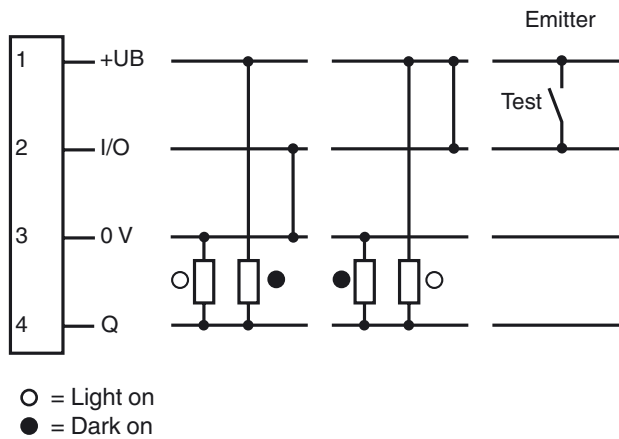 Emitter
1 +UB
Test
2 I/O
3 0 V
4 Q
= Light on
= Dark on